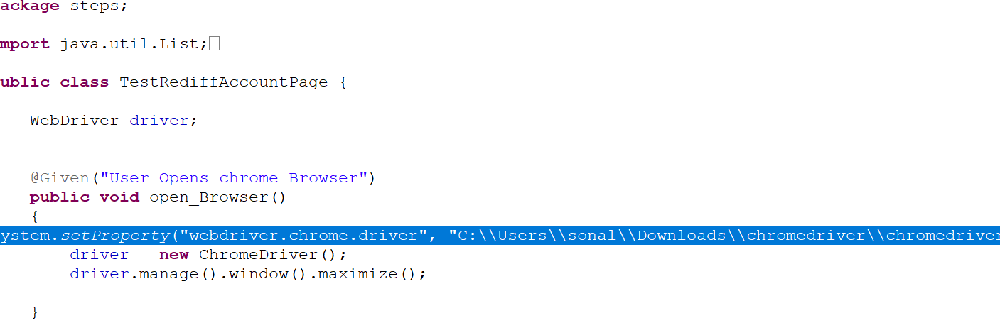 ackage steps;
mport java.util.List;
ublic class TestRediffAccountPage {
WebDriver driver;
@Given("User Opens chrome Browser")
public void open_Browser()
{
ystem.setProperty("webdriver.chrome.driver", "C:\\Users\\sonal\\Downloads\\chromedriver\\chromedriver
driver = new ChromeDriver();
driver.manage().window().maximize();
}